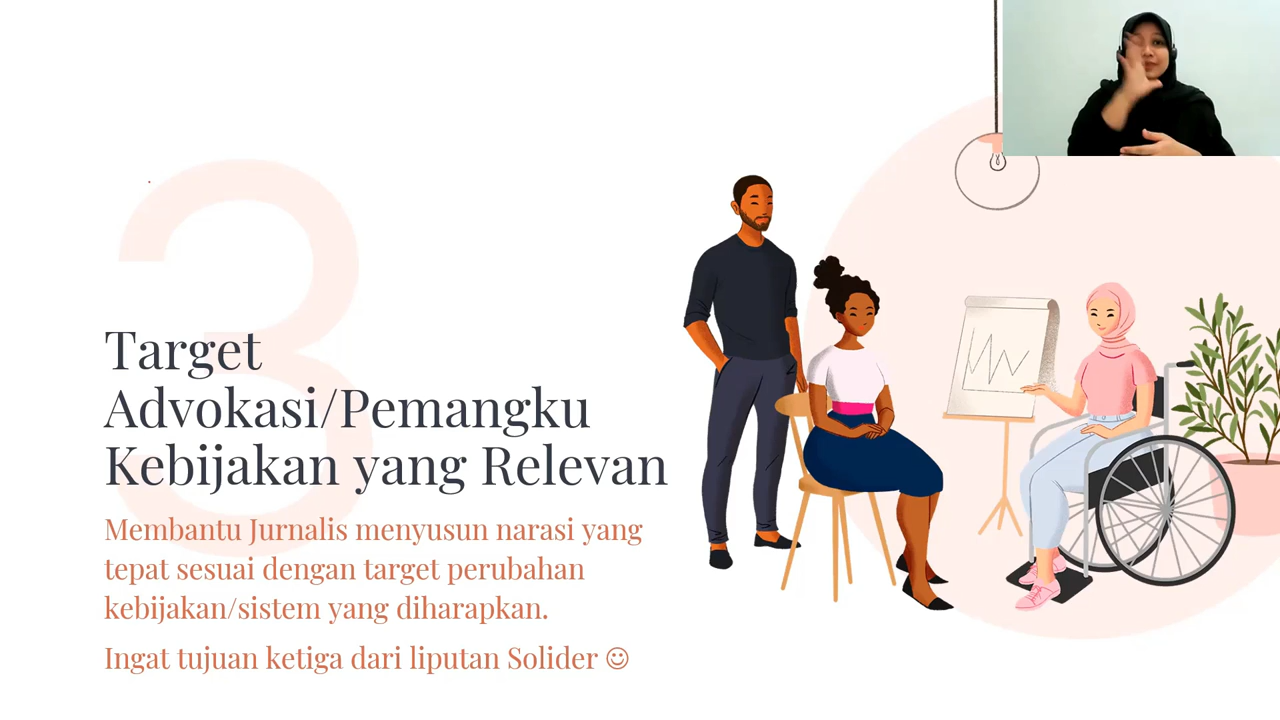 3
Target
Advokasi/Pemangku
Kebijakan yang Relevan
Membantu Jurnalis menyusun narasi yang
tepat sesuai dengan target perubahan
kebijakan/sistem yang diharapkan.
Ingat tujuan ketiga dari liputan Solider ☺